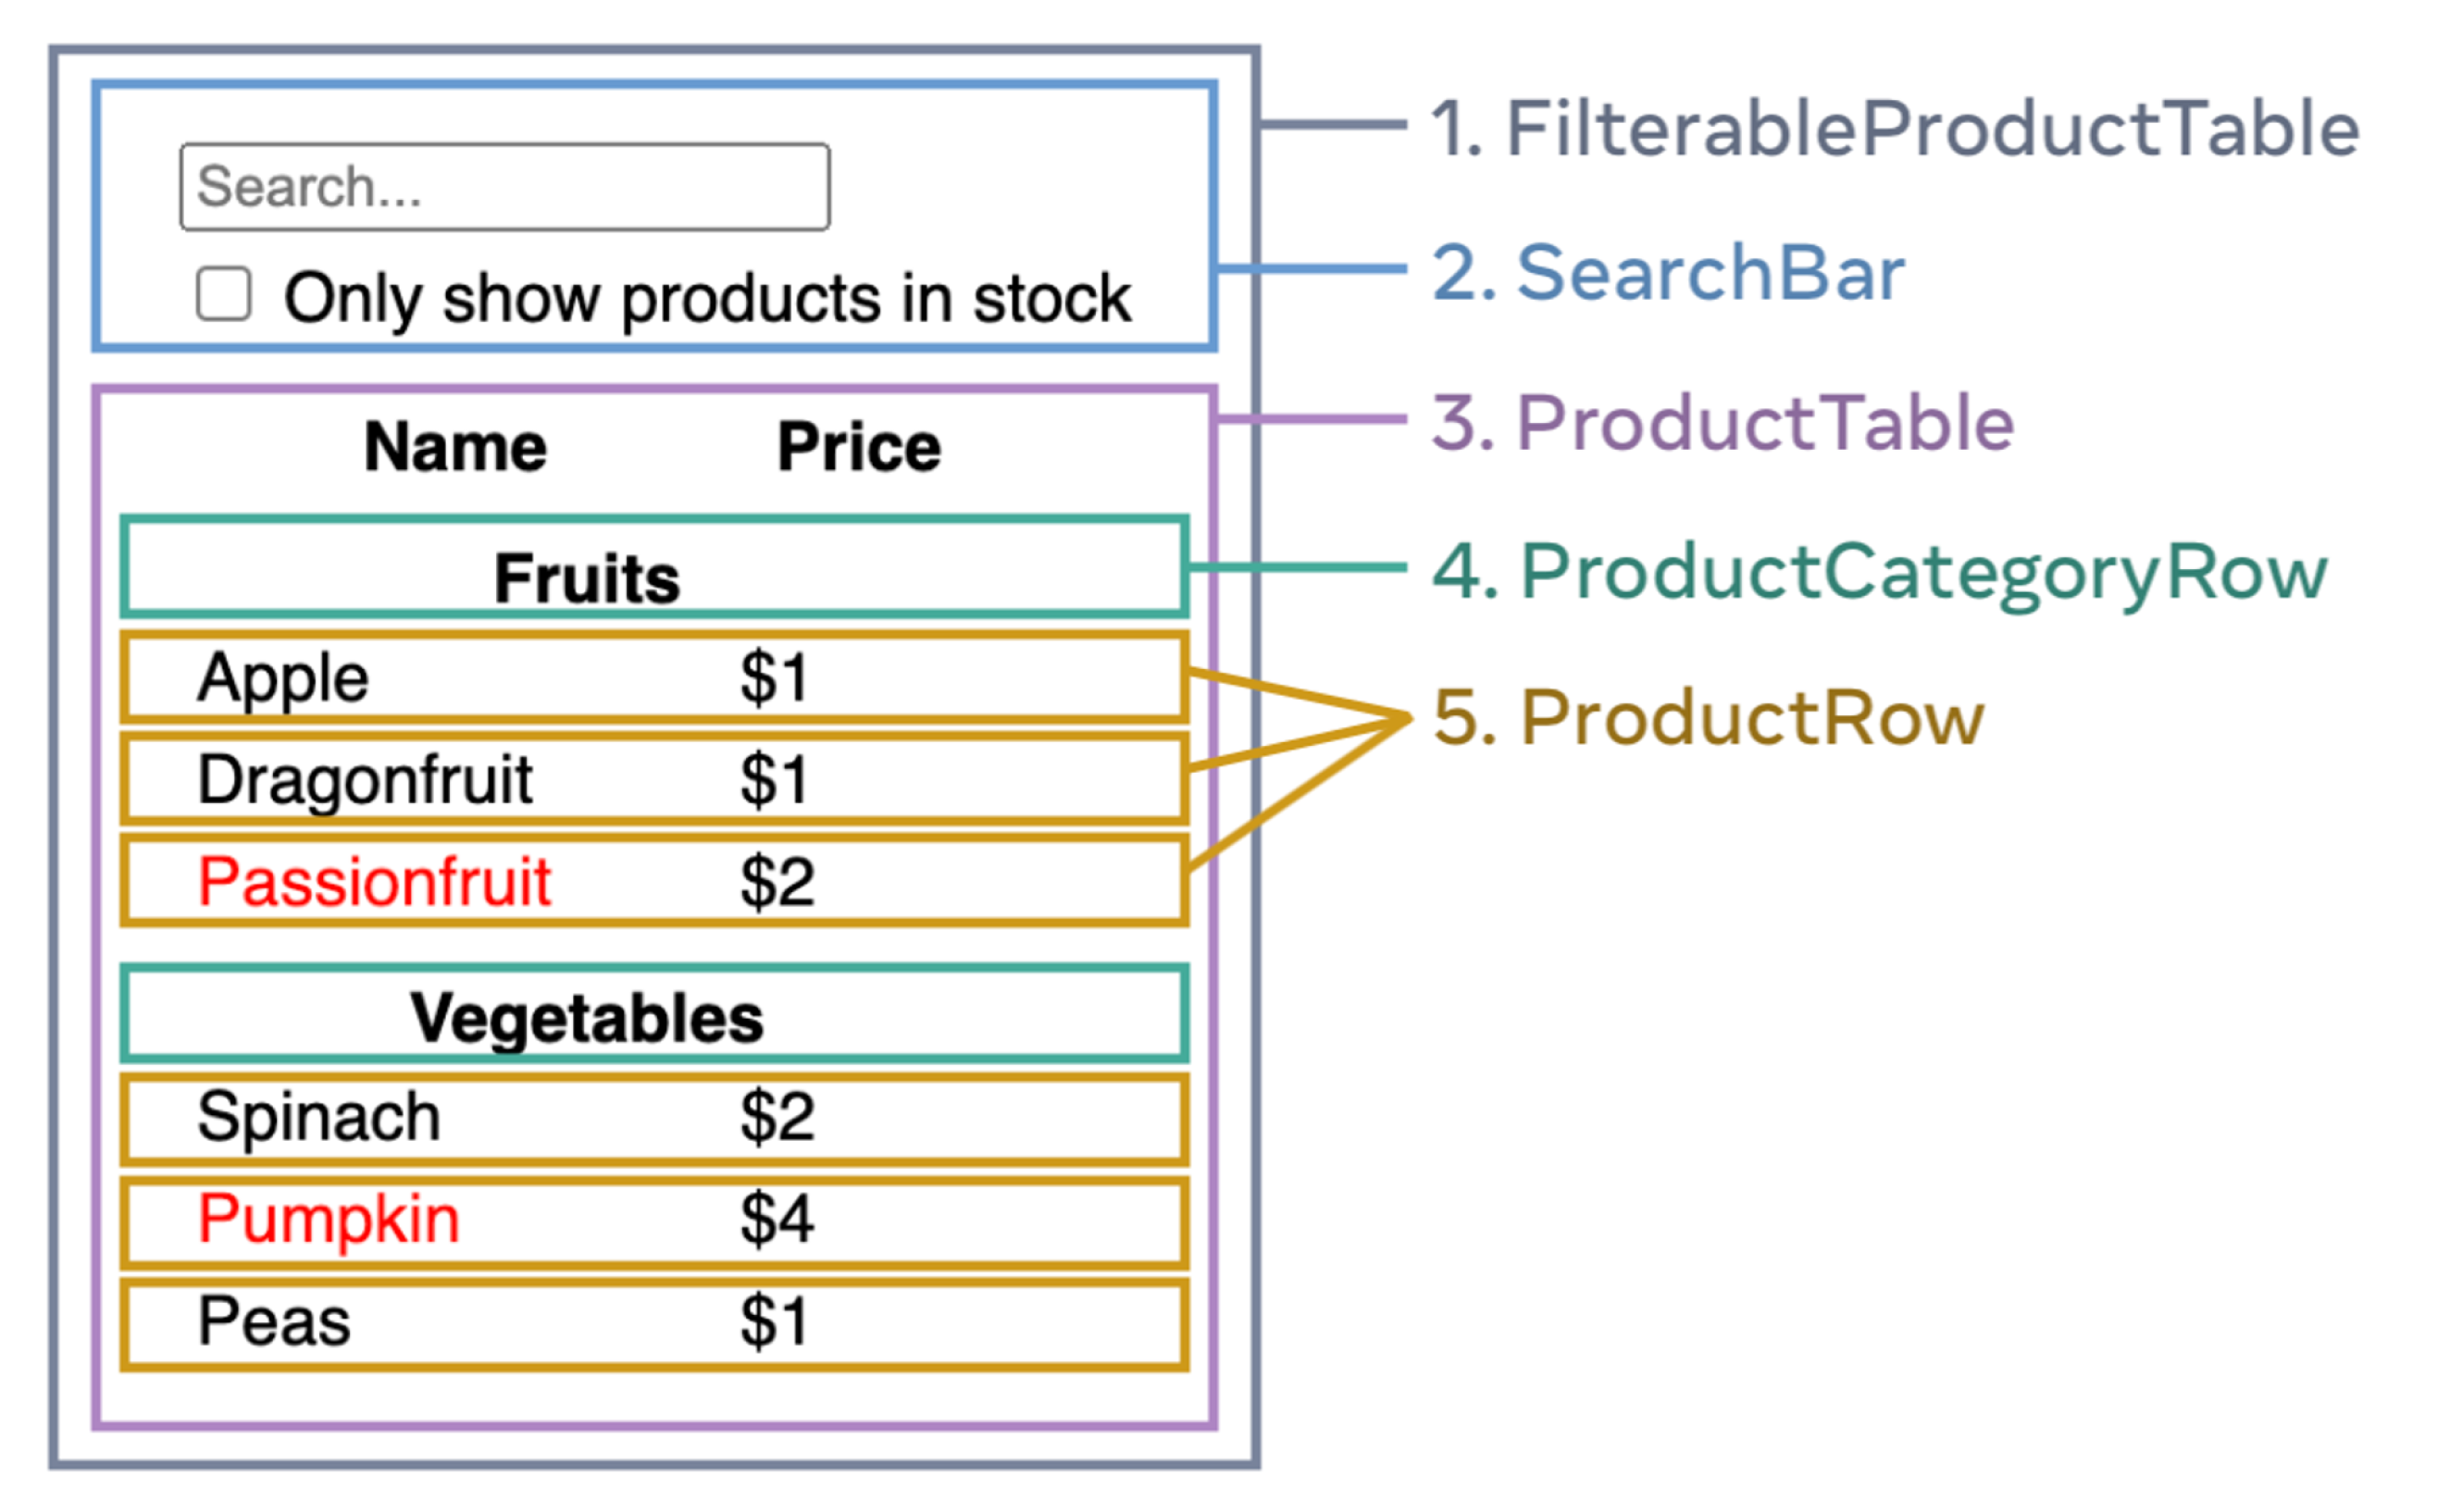 Search...
Only show products in stock
Name Price
Fruits
Apple $1
Dragonfruit $1
Passionfruit $2
Vegetables
Spinach $2
Pumpkin $4
Peas $1
1. FilterableProductTable
2. SearchBar
3. ProductTable
4. ProductCategoryRow
5. ProductRow